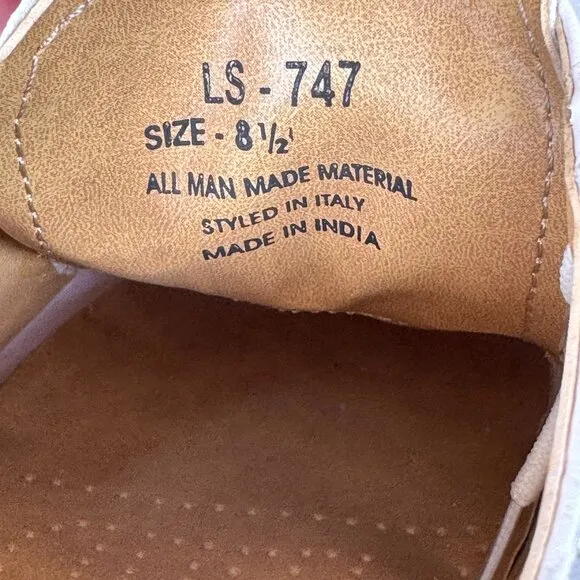 LS - 747
SIZE - 8 1/2
ALL MAN MADE MATERIAL
STYLED IN ITALY
MADE IN INDIA